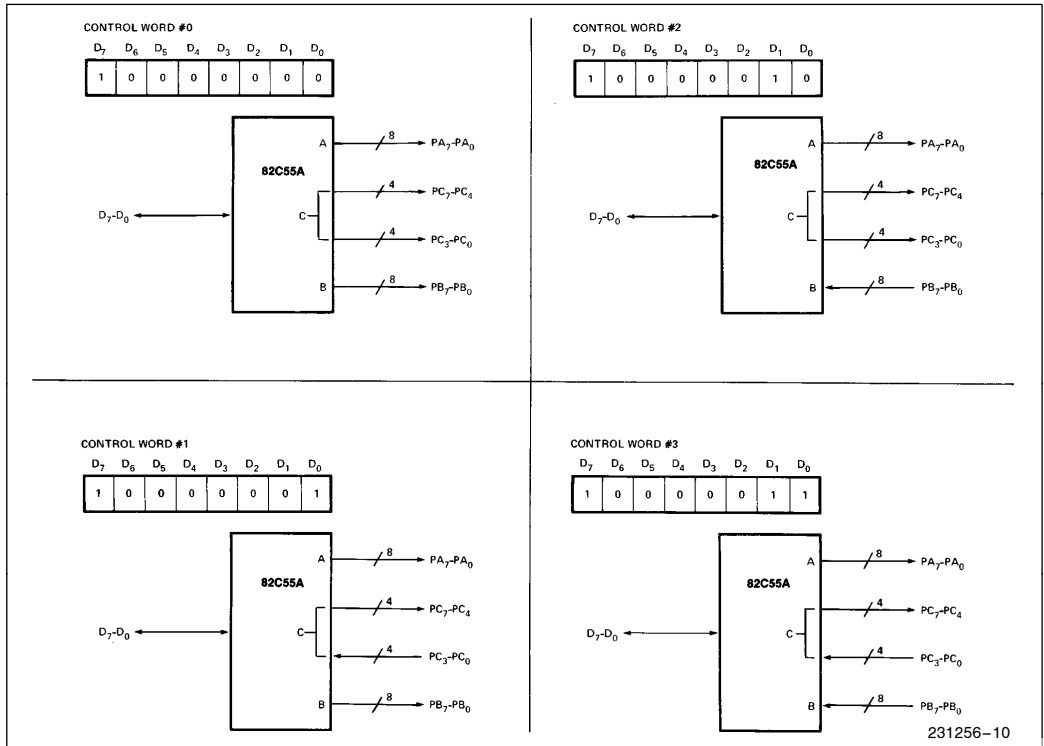 CONTROL WORD #0
D7 D6 D5 D4 D3 D2 D1 D0
1 0 0 0 0 0 0 0
A 8 PA7-PA0
82C55A
4 PC7-PC4
D7-D0 C
4 PC3-PC0
B 8 PB7-PB0
CONTROL WORD #2
D7 D6 D5 D4 D3 D2 D1 D0
1 0 0 0 0 0 1 0
A 8 PA7-PA0
82C55A
4 PC7-PC4
D7-D0 C
4 PC3-PC0
B 8 PB7-PB0
CONTROL WORD #1
D7 D6 D5 D4 D3 D2 D1 D0
1 0 0 0 0 0 0 1
A 8 PA7-PA0
82C55A
4 PC7-PC4
D7-D0 C
4 PC3-PC0
B 8 PB7-PB0
CONTROL WORD #3
D7 D6 D5 D4 D3 D2 D1 D0
1 0 0 0 0 0 1 1
A 8 PA7-PA0
82C55A
4 PC7-PC4
D7-D0 C
4 PC3-PC0
B 8 PB7-PB0
231256–10